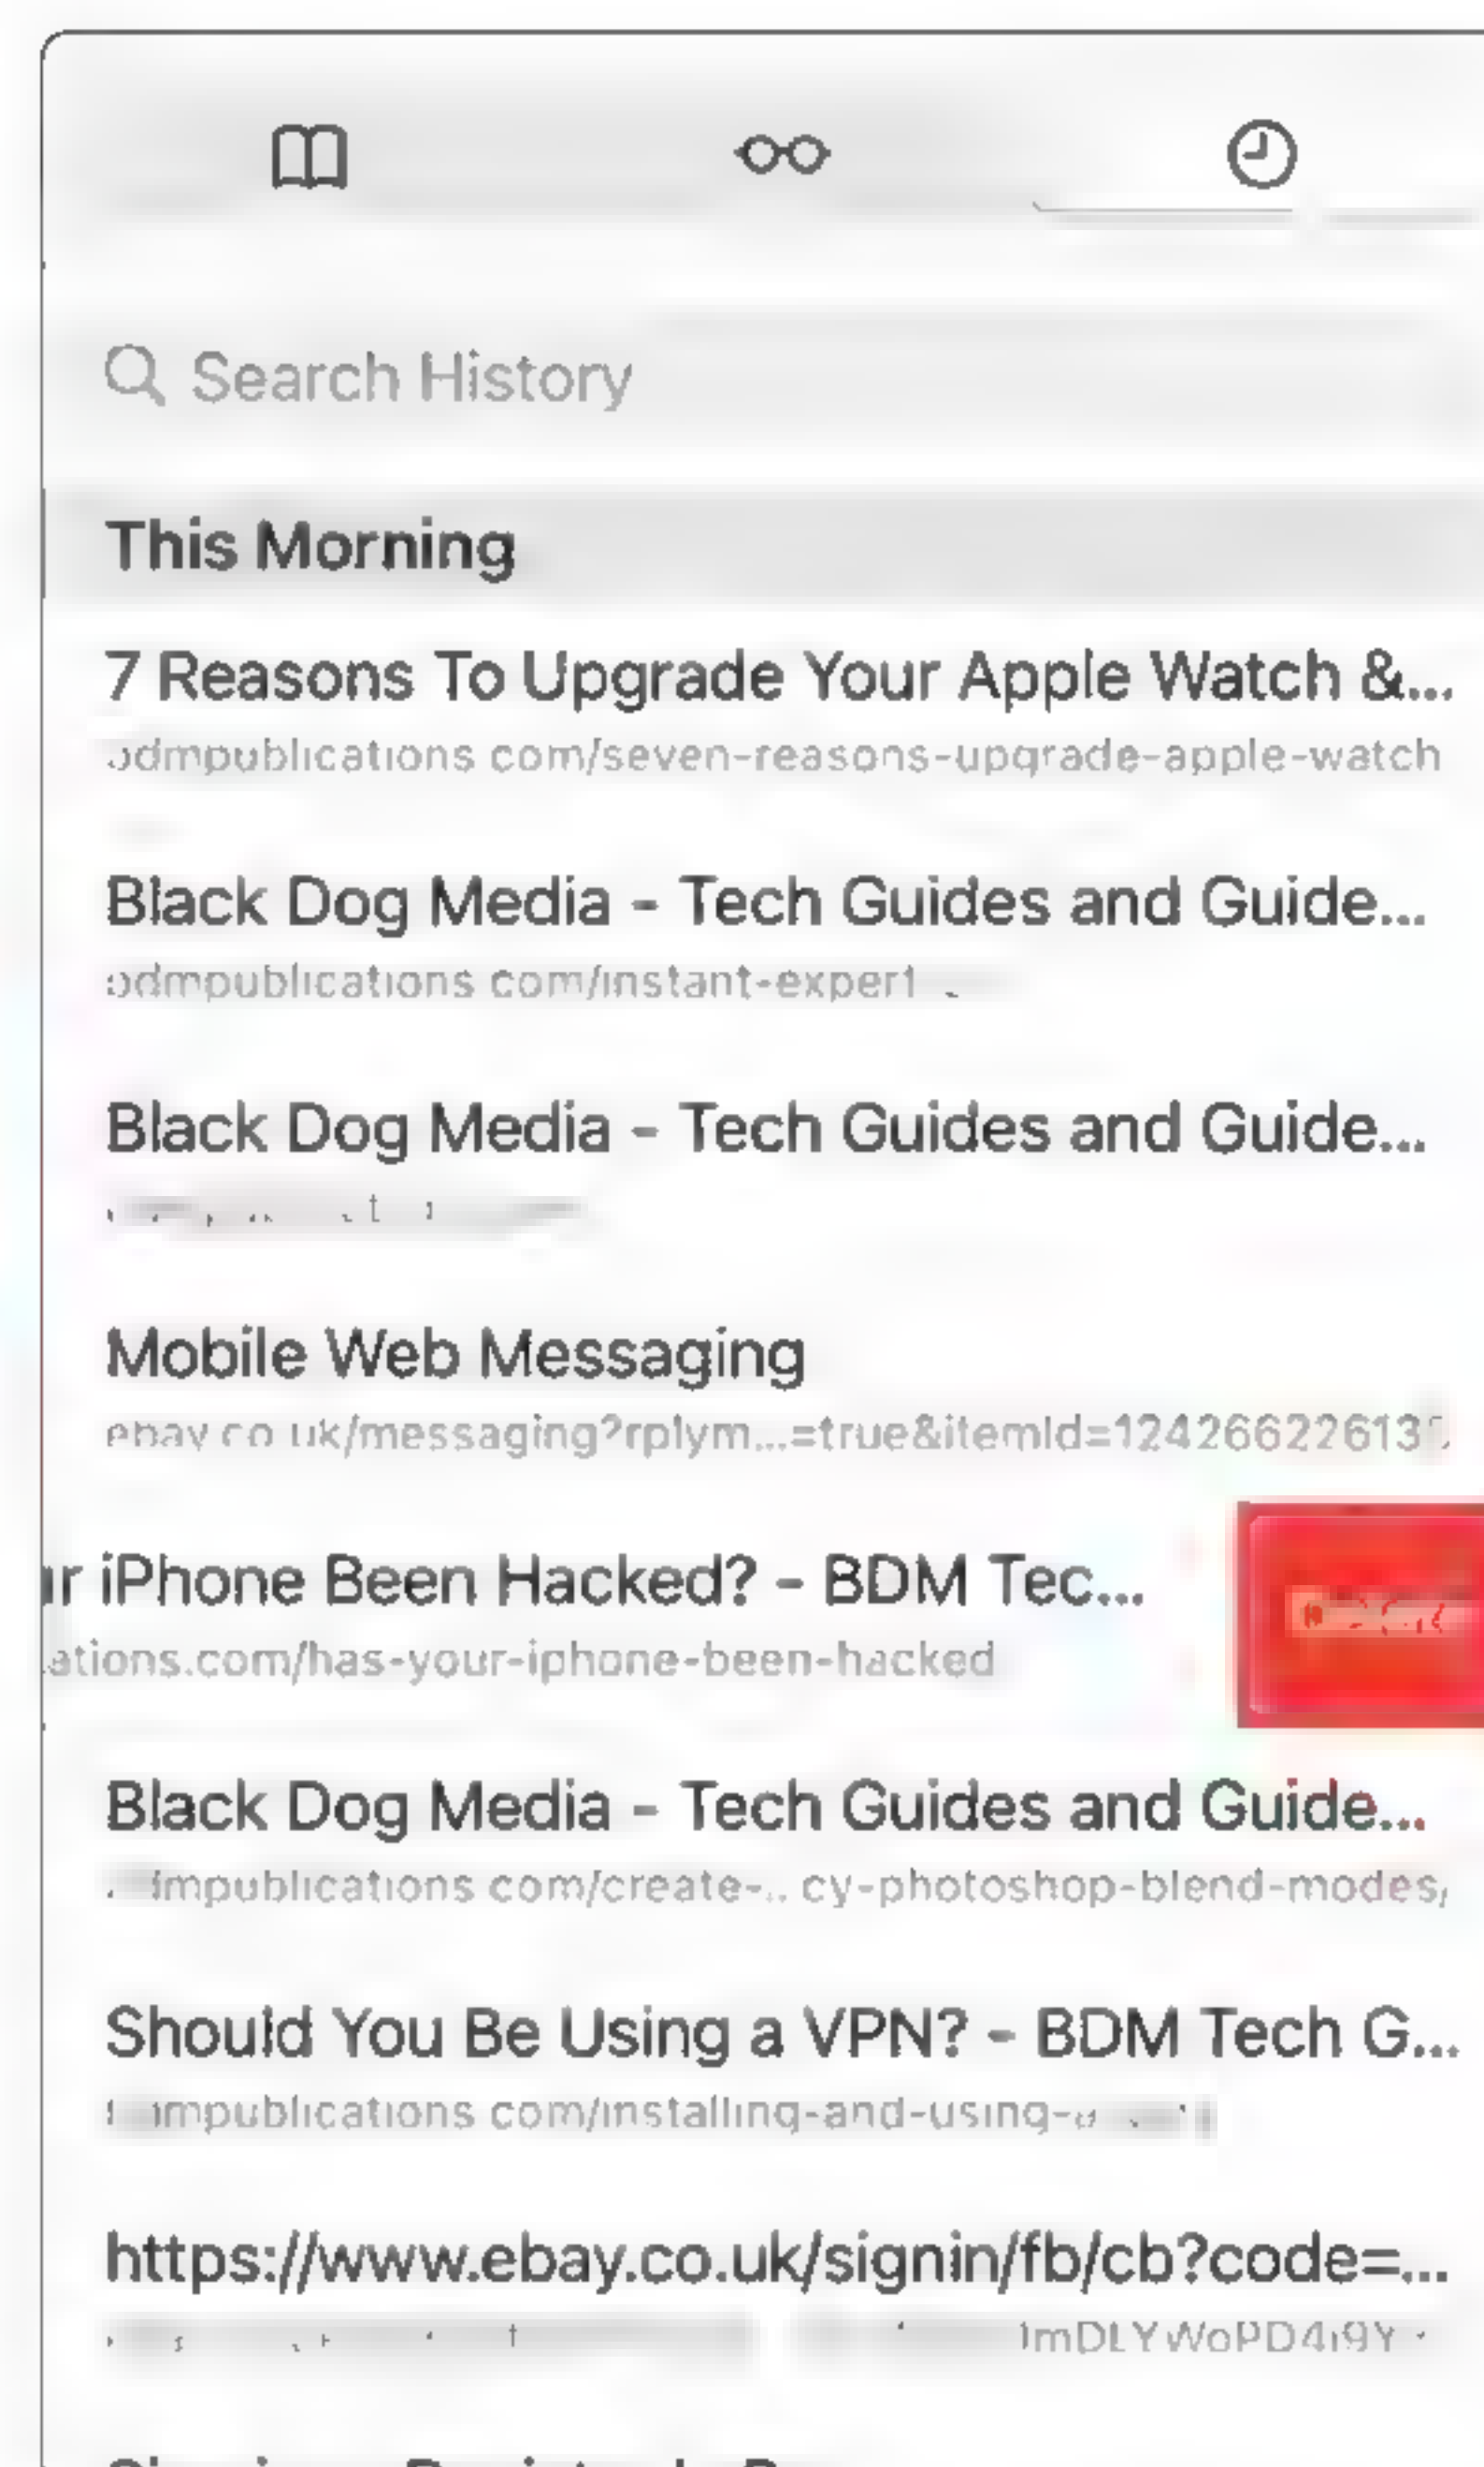 Search History
This Morning
7 Reasons To Upgrade Your Apple Watch &...
bdmpublications com/seven-reasons-upgrade-apple-watch
Black Dog Media - Tech Guides and Guide...
bdmpublications com/instant-expert
Black Dog Media - Tech Guides and Guide...
Mobile Web Messaging
ebay co uk/messaging?rplym...=true&itemId=12426622613
iPhone Been Hacked? - BDM Tec...
ations.com/has-your-iphone-been-hacked
Black Dog Media - Tech Guides and Guide...
mpublications com/create-... cy-photoshop-blend-modes/
Should You Be Using a VPN? - BDM Tech G...
mpublications com/installing-and-using-a
https://www.ebay.co.uk/signin/fb/cb?code=...